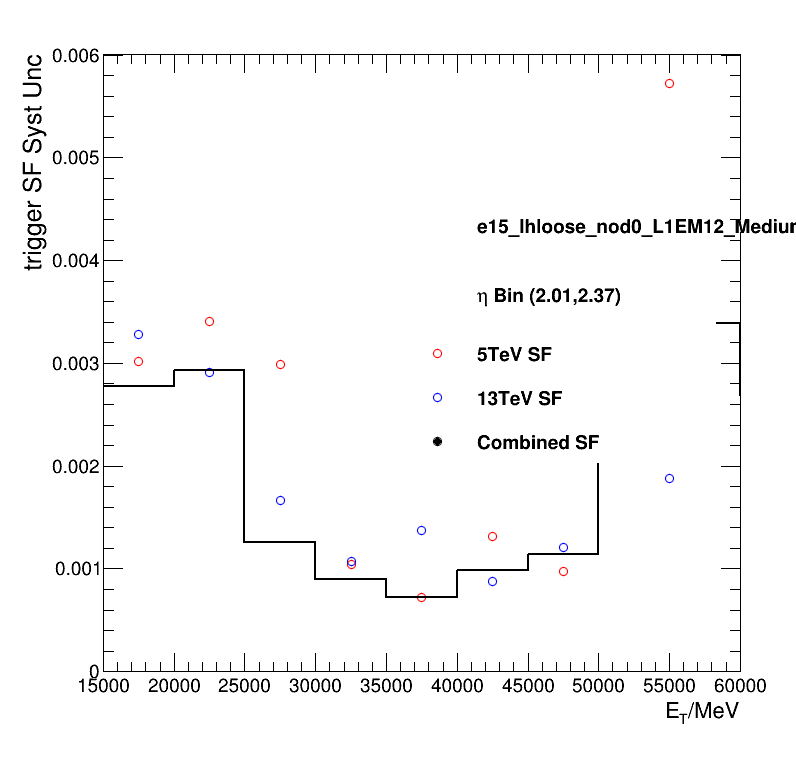 trigger SF Syst Unc
0.006
0.005
0.004
0.003
0.002
0.001
0
e15_lhloose_nod0_L1EM12_Medium
η Bin (2.01,2.37)
5TeV SF
13TeV SF
Combined SF
15000 20000 25000 30000 35000 40000 45000 50000 55000 60000
E_T/MeV